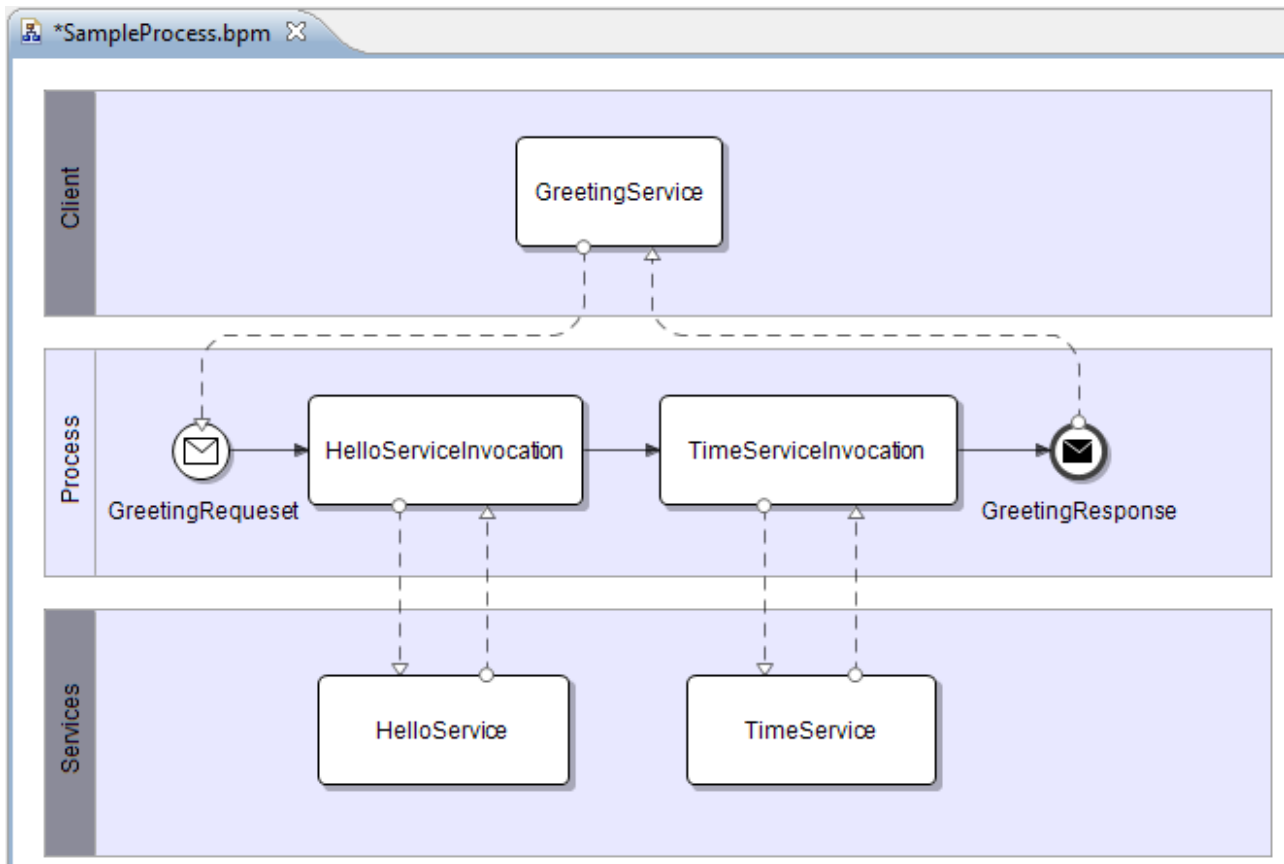 *SampleProcess.bpm
Client
GreetingService
Process
HelloServiceInvocation
TimeServiceInvocation
GreetingRequeset
GreetingResponse
Services
HelloService
TimeService